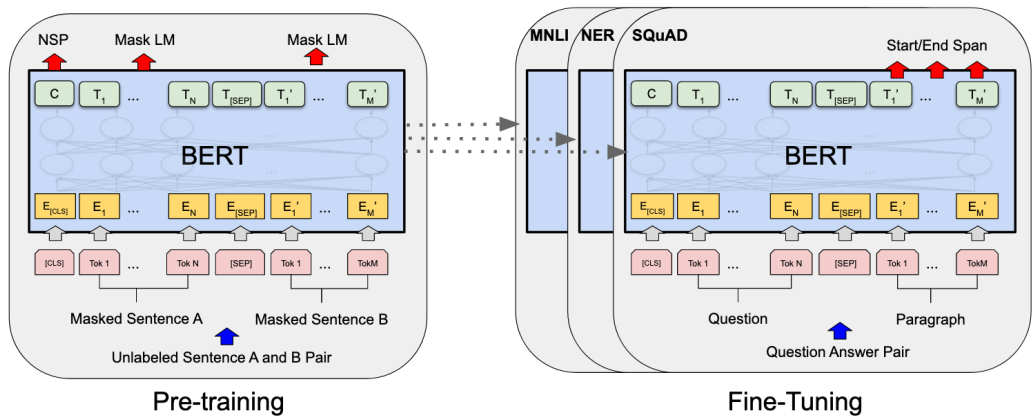 NSP Mask LM Mask LM
C T1 ... TN T[SEP] T1' ... TM'
... 
BERT
...
E[CLS] E1 ... EN E[SEP] E1' ... EM'
[CLS] Tok 1 ... Tok N [SEP] Tok 1 ... TokM
Masked Sentence A Masked Sentence B
Unlabeled Sentence A and B Pair
Pre-training
MNLI NER SQuAD
Start/End Span
C T1 ... TN T[SEP] T1' ... TM'
...
BERT
...
E[CLS] E1 ... EN E[SEP] E1' ... EM'
[CLS] Tok 1 ... Tok N [SEP] Tok 1 ... TokM
Question Paragraph
Question Answer Pair
Fine-Tuning